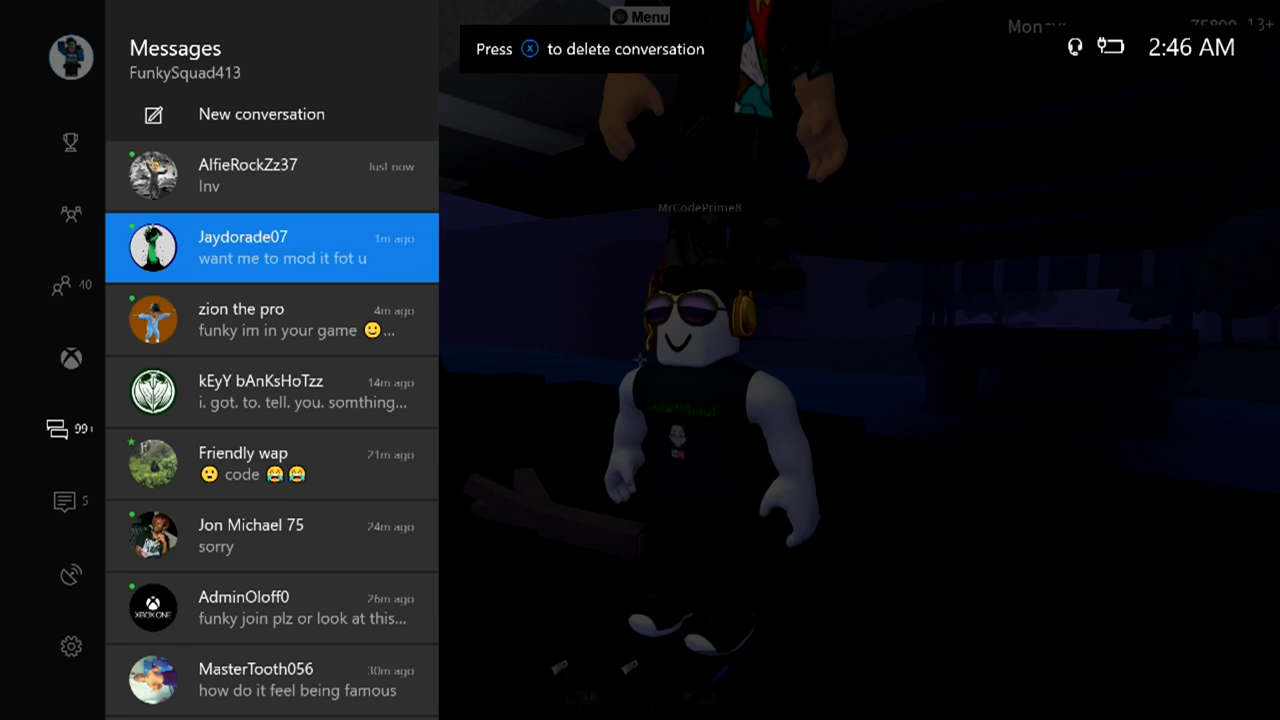 Menu
Messages
FunkySquad413
Press X to delete conversation
13+
2:46 AM
New conversation
AlfieRockZz37
Just now
Inv
Jaydorade07
1m ago
want me to mod it fot u
MrCodePrime8
zion the pro
4m ago
funky im in your game 🙂...
kEyY bAnKsHoTzz
14m ago
i. got. to. tell. you. somthing...
Friendly wap
21m ago
😮 code 😂 😂
Jon Michael 75
24m ago
sorry
AdminOloff0
26m ago
funky join plz or look at this...
MasterTooth056
30m ago
how do it feel being famous
40
99+
5
XBOX ONE